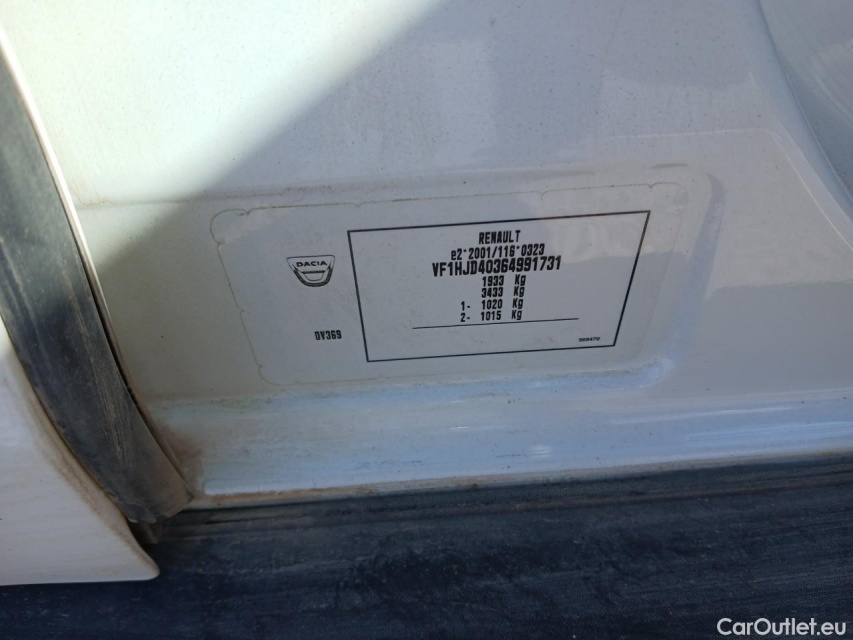 RENAULT
e2*2001/116*0323
VF1HJD40364991731
1933 Kg
3433 Kg
1- 1020 Kg
2- 1015 Kg
DACIA
DV369
CarOutlet.eu